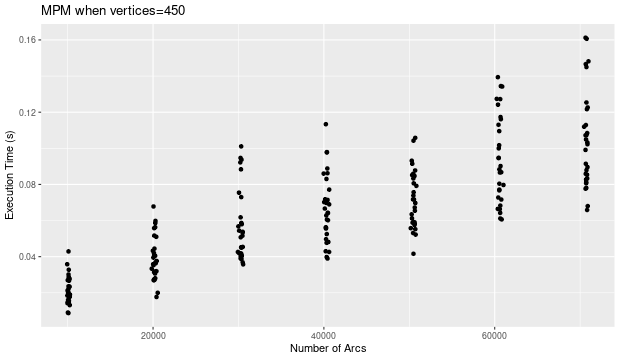 MPM when vertices=450
0.16
0.12
0.08
0.04
Execution Time (s)
20000 40000 60000
Number of Arcs